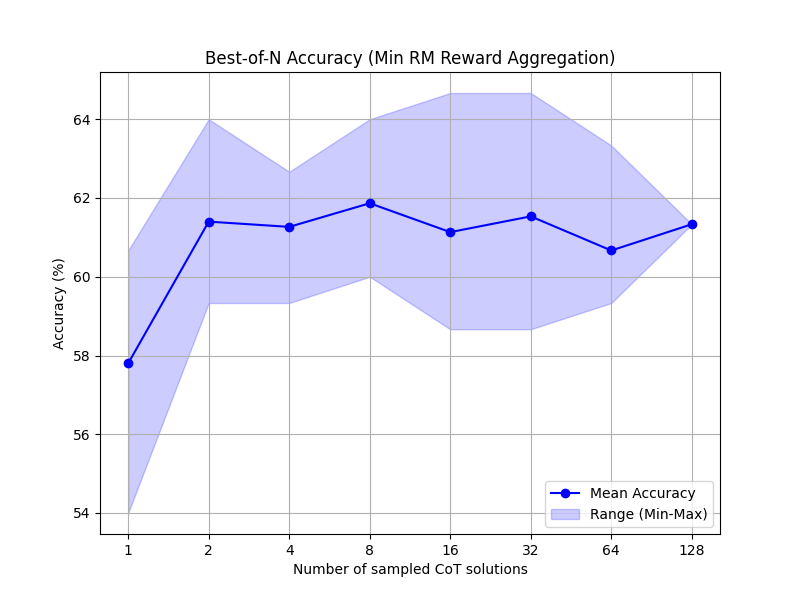 Best-of-N Accuracy (Min RM Reward Aggregation)
Accuracy (%)
64
62
60
58
56
54
Mean Accuracy
Range (Min-Max)
1 2 4 8 16 32 64 128
Number of sampled CoT solutions